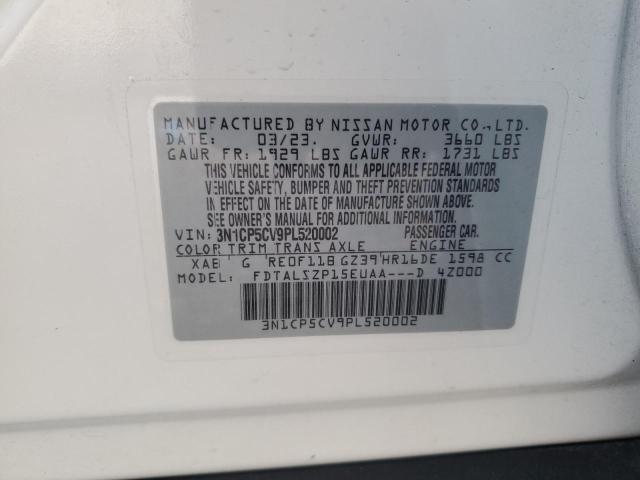 MANUFACTURED BY NISSAN MOTOR CO.,LTD.
DATE: 03/23. GVWR: 3660 LBS
GAWR FR: 1929 LBS GAWR RR: 1731 LBS
THIS VEHICLE CONFORMS TO ALL APPLICABLE FEDERAL MOTOR
VEHICLE SAFETY, BUMPER AND THEFT PREVENTION STANDARDS
IN EFFECT ON THE DATE OF MANUFACTURE SHOWN ABOVE.
SEE OWNER'S MANUAL FOR ADDITIONAL INFORMATION.
VIN: 3N1CP5CV9PL520002 PASSENGER CAR.
COLOR TRIM TRANS AXLE ENGINE
XAB G RE0F11B GZ39 HR16DE 1598 CC
MODEL: FDTALSZP15EUAA---D 4Z000
3N1CP5CV9PL520002